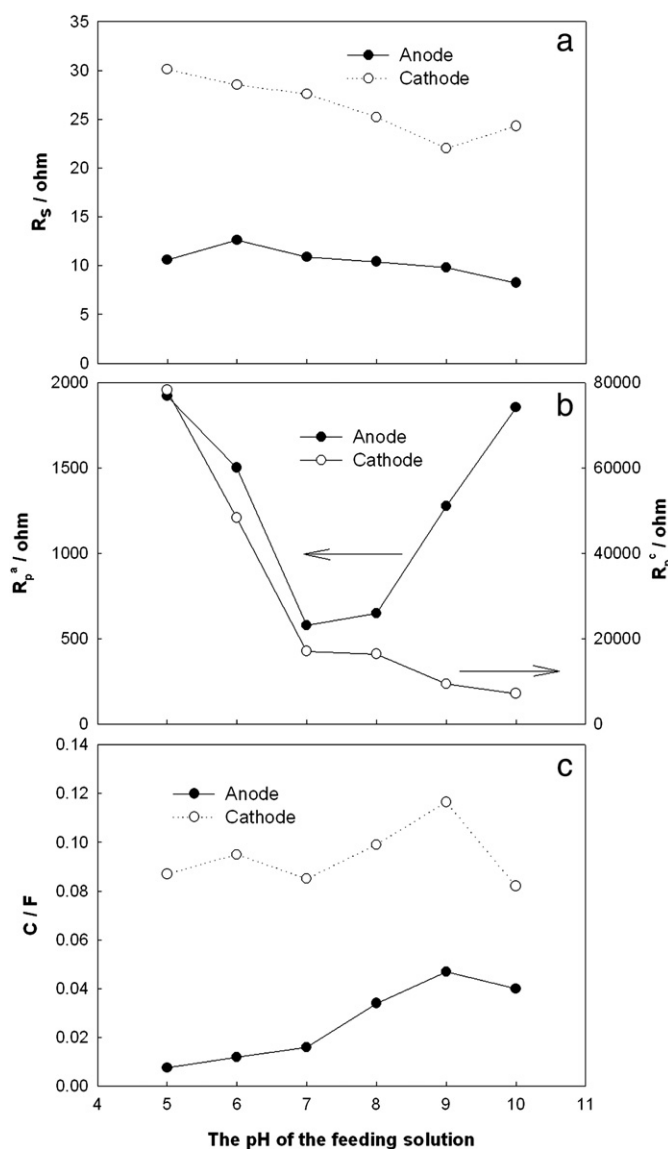 a
35
30
25
20
15
10
5
0
Rs / ohm
Anode
Cathode
b
2000
1500
1000
500
0
Rp^a / ohm
Anode
Cathode
80000
60000
40000
20000
0
Rp^c / ohm
c
0.14
0.12
0.10
0.08
0.06
0.04
0.02
0.00
C / F
Anode
Cathode
4 5 6 7 8 9 10 11
The pH of the feeding solution